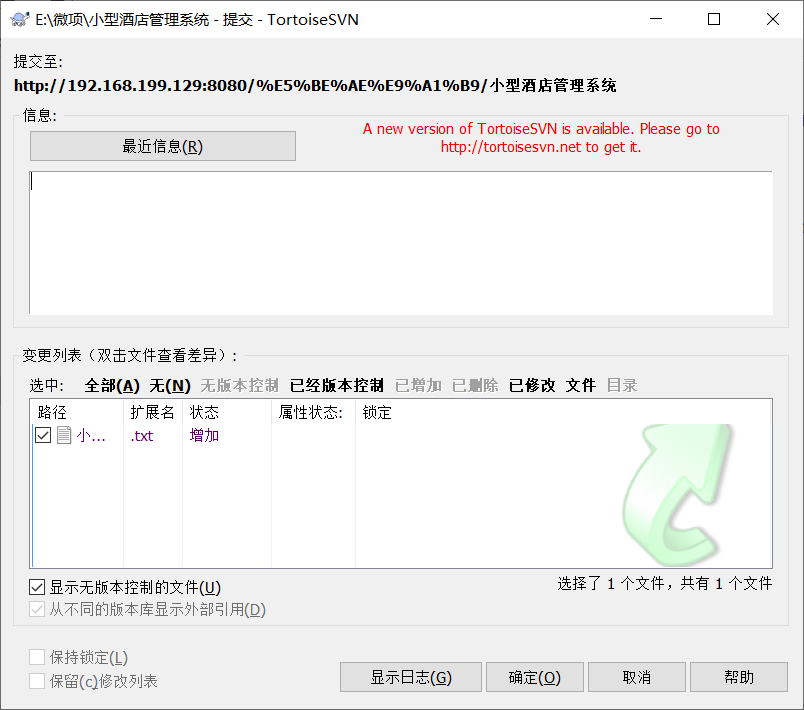 E:\微项\小型酒店管理系统 - 提交 - TortoiseSVN
提交至:
http://192.168.199.129:8080/%E5%BE%AE%E9%A1%B9/小型酒店管理系统
信息:
最近信息(R)
A new version of TortoiseSVN is available. Please go to
http://tortoisesvn.net to get it.
变更列表（双击文件查看差异）:
选中: 全部(A) 无(N) 无版本控制 已经版本控制 已增加 已删除 已修改 文件 目录
路径 扩展名 状态 属性状态: 锁定
小... .txt 增加
显示无版本控制的文件(U) 选择了 1 个文件，共有 1 个文件
从不同的版本库显示外部引用(D)
保持锁定(L)
保留(c)修改列表
显示日志(G) 确定(O) 取消 帮助